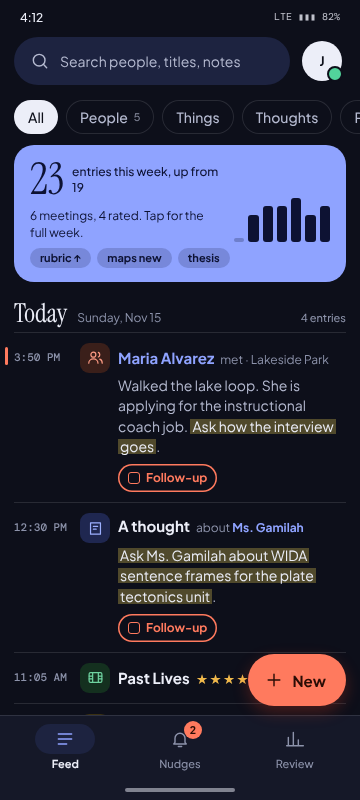 4:12
LTE 82%
Search people, titles, notes
J
All
People 5
Things
Thoughts
23 entries this week, up from
19
6 meetings, 4 rated. Tap for the
full week.
rubric ↑
maps new
thesis
Today Sunday, Nov 15
4 entries
3:50 PM
Maria Alvarez met · Lakeside Park
Walked the lake loop. She is
applying for the instructional
coach job. Ask how the interview
goes.
Follow-up
12:30 PM
A thought about Ms. Gamilah
Ask Ms. Gamilah about WIDA
sentence frames for the plate
tectonics unit.
Follow-up
11:05 AM
Past Lives ★★★★
+ New
2
Feed
Nudges
Review